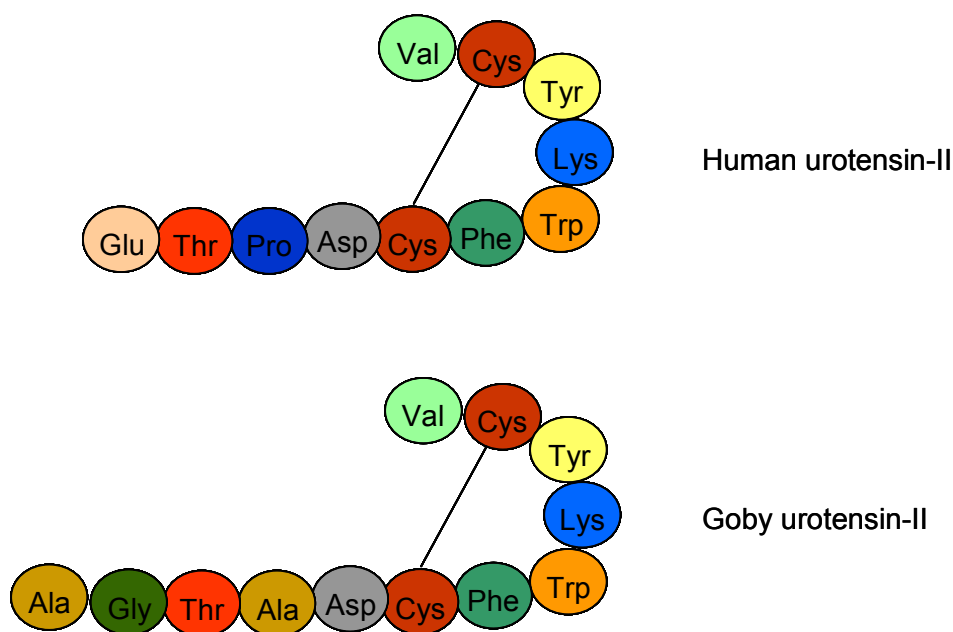 Val
Cys
Tyr
Lys
Human urotensin-II
Trp
Glu Thr Pro Asp Cys Phe
Val
Cys
Tyr
Lys
Goby urotensin-II
Trp
Ala Gly Thr Ala Asp Cys Phe